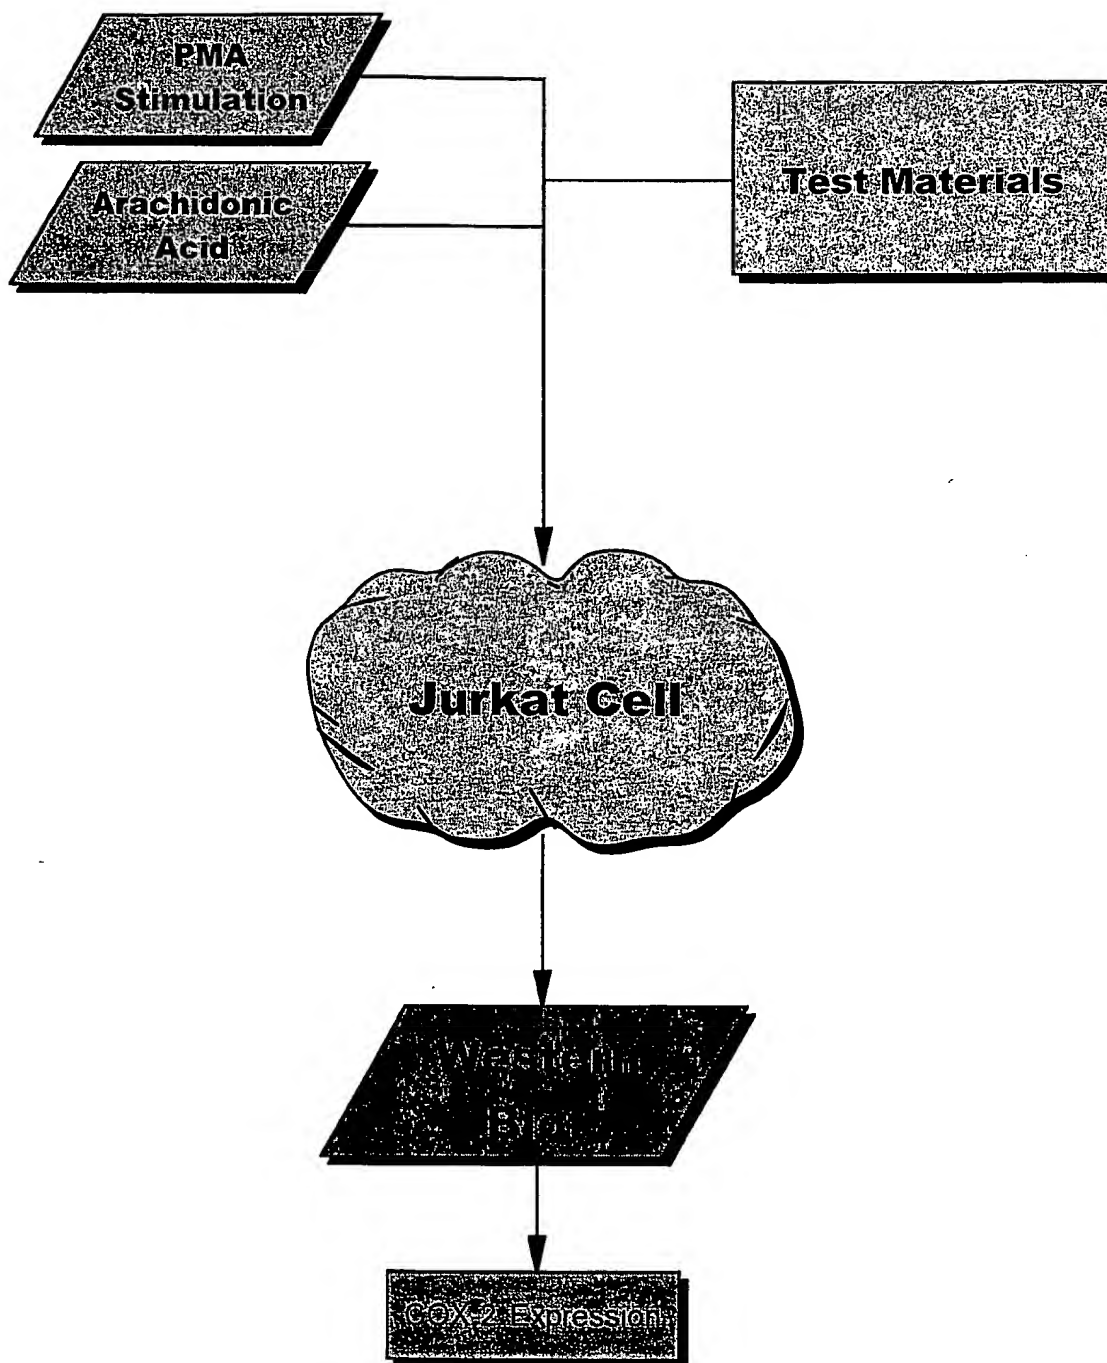 PMA
Stimulation
Arachidonic
Acid
Test Materials
Jurkat Cell
Western
Blot
COX-2 Expression